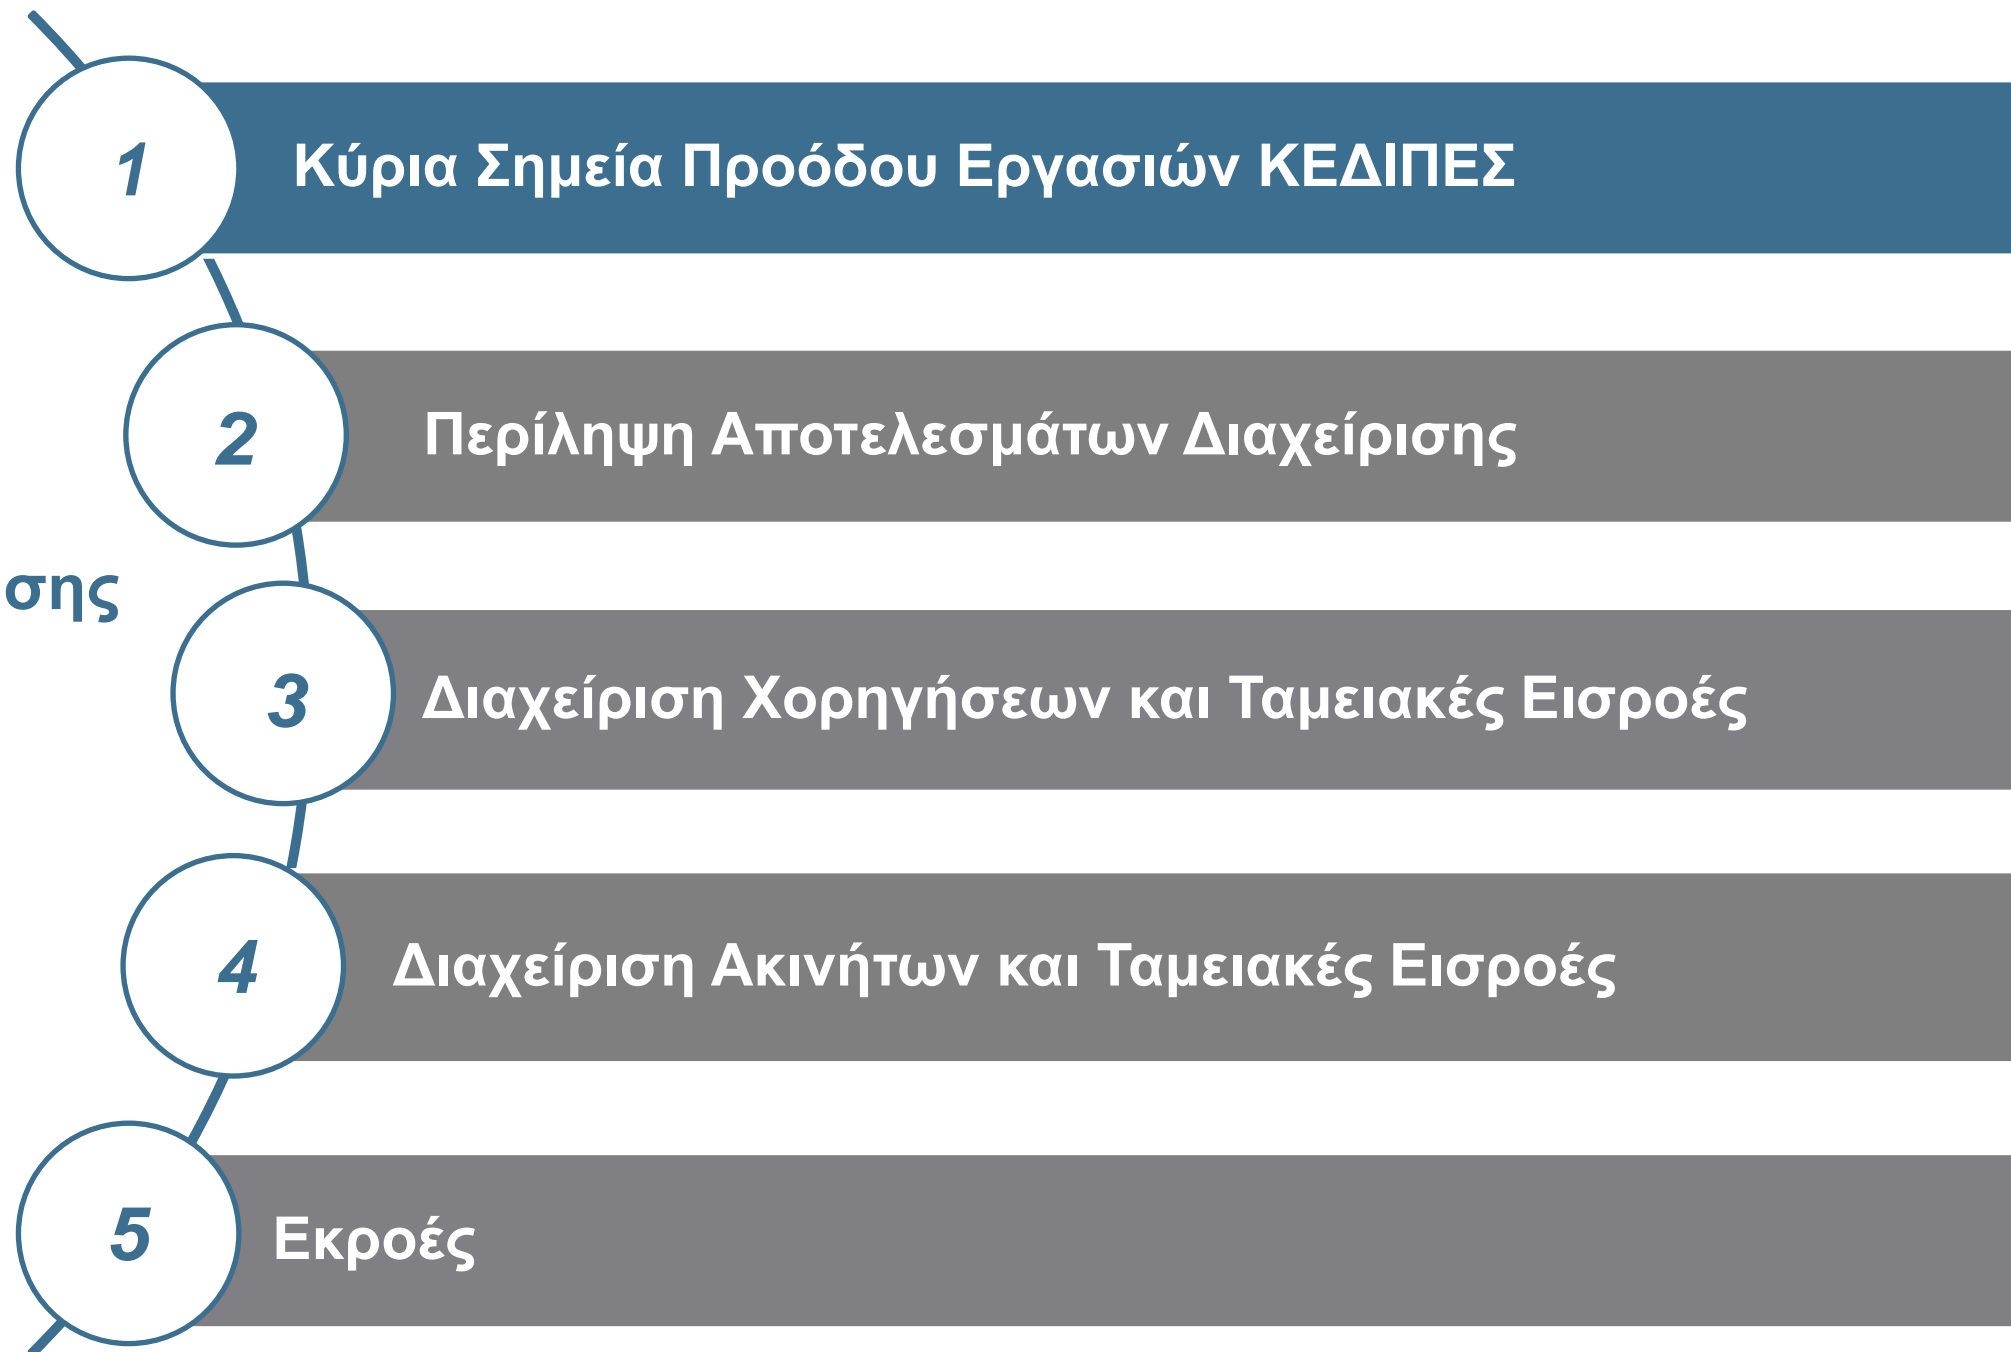 1
Κύρια Σημεία Προόδου Εργασιών ΚΕΔΙΠΕΣ
2
Περίληψη Αποτελεσμάτων Διαχείρισης
σης
3
Διαχείριση Χορηγήσεων και Ταμειακές Εισροές
4
Διαχείριση Ακινήτων και Ταμειακές Εισροές
5
Εκροές